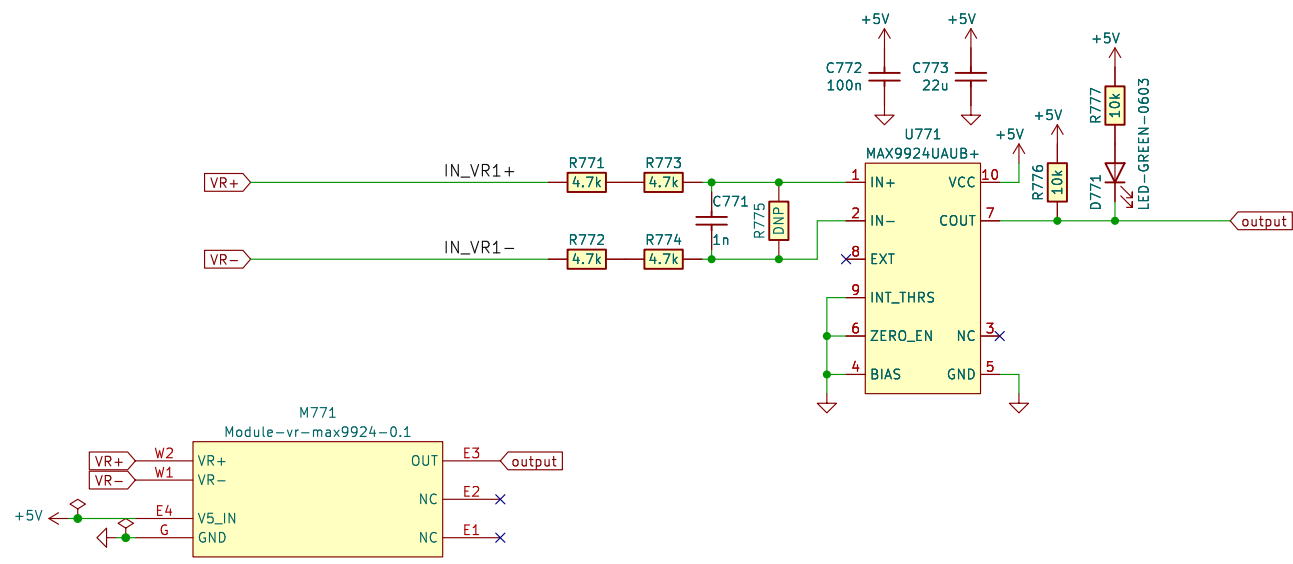 +5V
+5V
+5V
C772
100n
C773
22u
R777
10k
LED-GREEN-0603
D771
+5V
R776
10k
+5V
U771
MAX9924UAUB+
VR+
IN_VR1+
R771
4.7k
R773
4.7k
1
IN+
VCC
10
C771
1n
R775
DNP
2
IN-
COUT
7
output
VR-
IN_VR1-
R772
4.7k
R774
4.7k
8
EXT
9
INT_THRS
6
ZERO_EN
NC
3
4
BIAS
GND
5
M771
Module-vr-max9924-0.1
VR+
W2
VR+
OUT
E3
output
VR-
W1
VR-
NC
E2
+5V
E4
V5_IN
G
GND
NC
E1